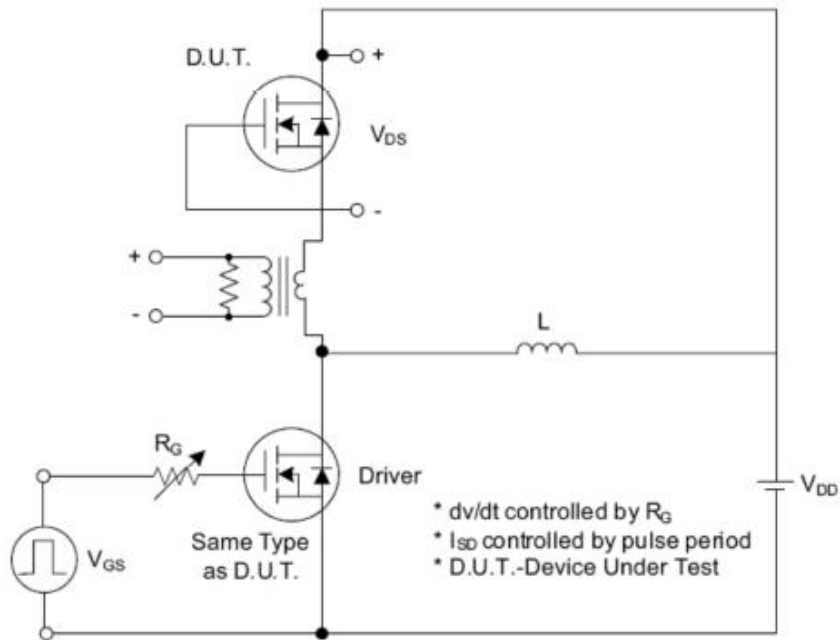 D.U.T.
+
VDS
-
+
-
L
RG
Driver
VDD
VGS
Same Type
as D.U.T.
* dv/dt controlled by RG
* ISD controlled by pulse period
* D.U.T.-Device Under Test